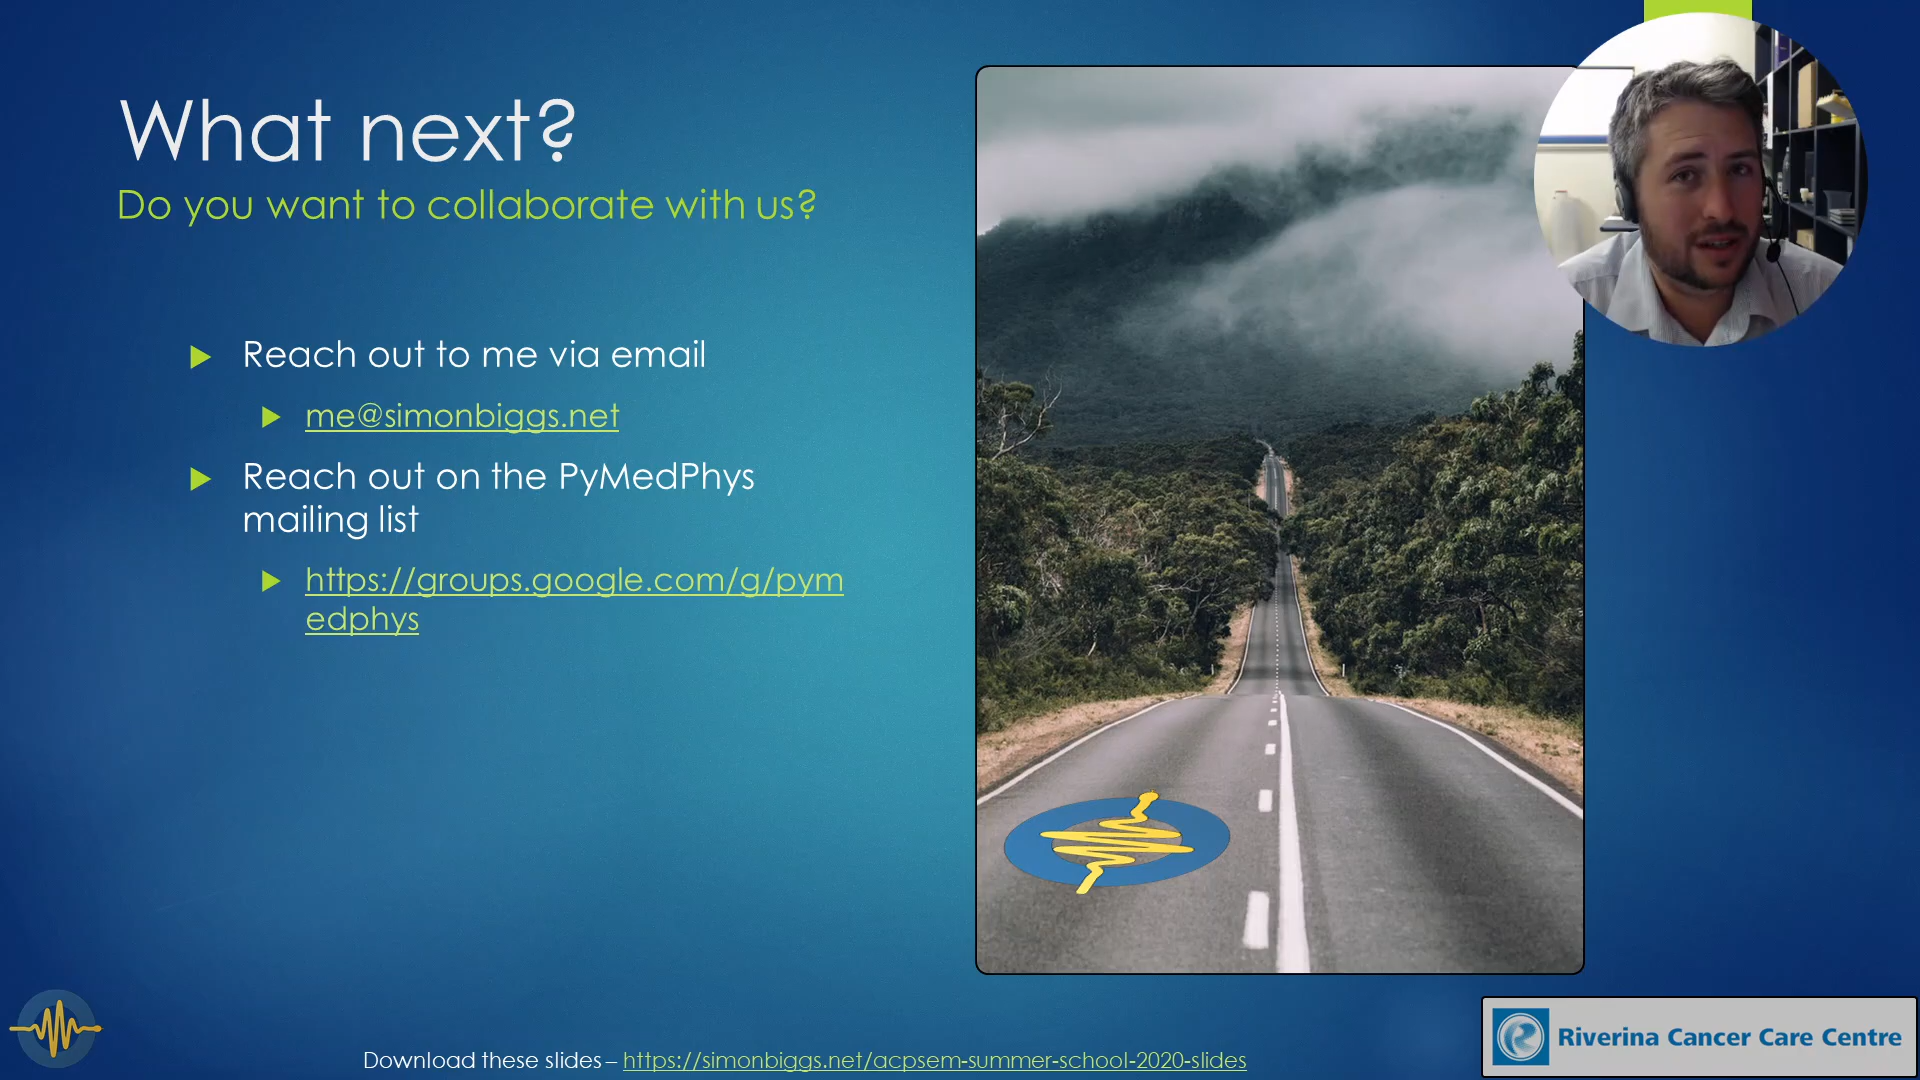 What next?
Do you want to collaborate with us?
Reach out to me via email
me@simonbiggs.net
Reach out on the PyMedPhys
mailing list
https://groups.google.com/g/pym
edphys
Download these slides – https://simonbiggs.net/acpsem-summer-school-2020-slides
Riverina Cancer Care Centre